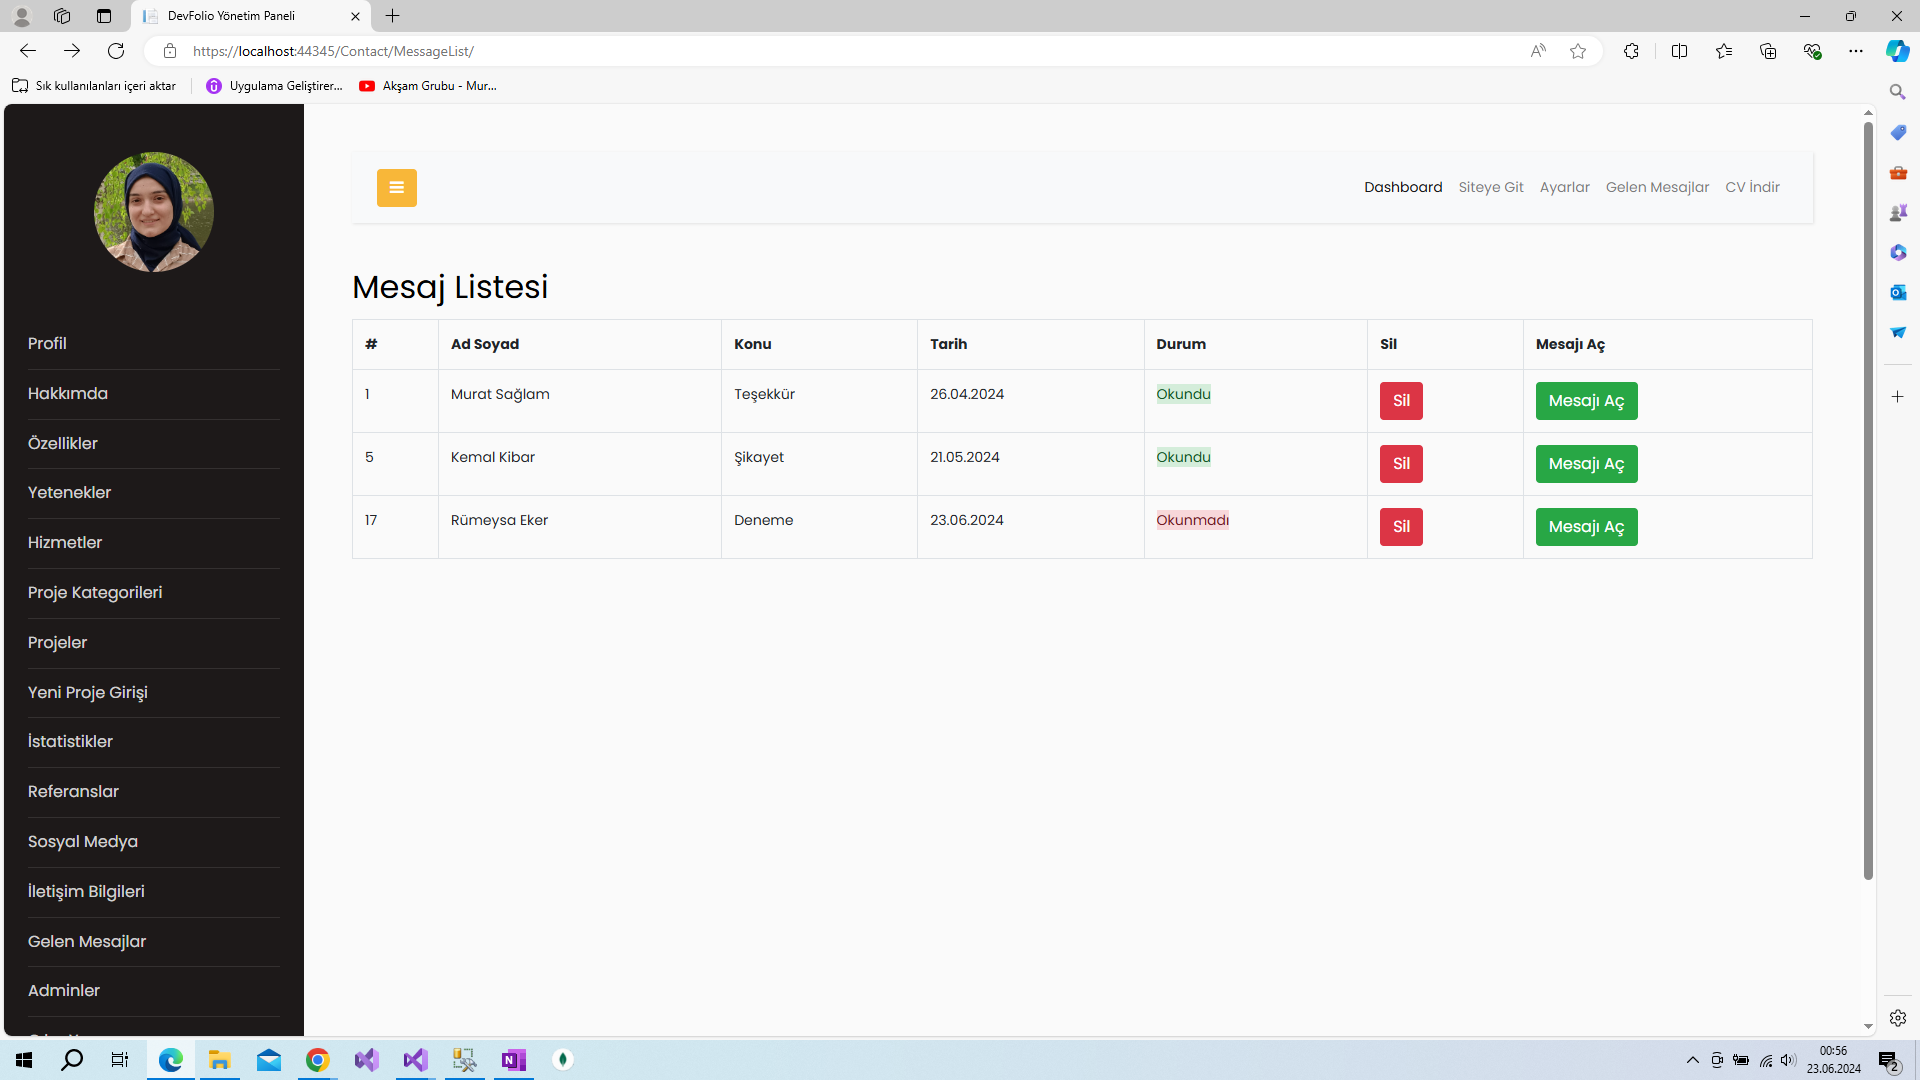 DevFolio Yönetim Paneli
https://localhost:44345/Contact/MessageList/
Sık kullanılanları içeri aktar
Uygulama Geliştirer...
Akşam Grubu - Mur...
Dashboard
Siteye Git
Ayarlar
Gelen Mesajlar
CV İndir
Profil
Hakkımda
Özellikler
Yetenekler
Hizmetler
Proje Kategorileri
Projeler
Yeni Proje Girişi
İstatistikler
Referanslar
Sosyal Medya
İletişim Bilgileri
Gelen Mesajlar
Adminler
Mesaj Listesi
# Ad Soyad Konu Tarih Durum Sil Mesajı Aç
1 Murat Sağlam Teşekkür 26.04.2024 Okundu Sil Mesajı Aç
5 Kemal Kibar Şikayet 21.05.2024 Okundu Sil Mesajı Aç
17 Rümeysa Eker Deneme 23.06.2024 Okunmadı Sil Mesajı Aç
00:56
23.06.2024
2